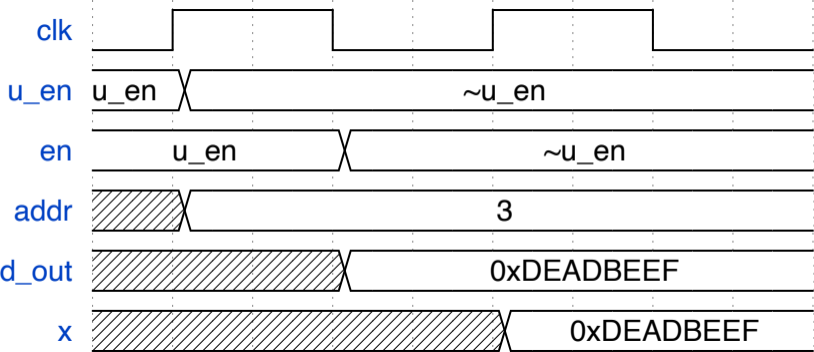 clk
u_en u_en ~u_en
en u_en ~u_en
addr 3
d_out 0xDEADBEEF
x 0xDEADBEEF